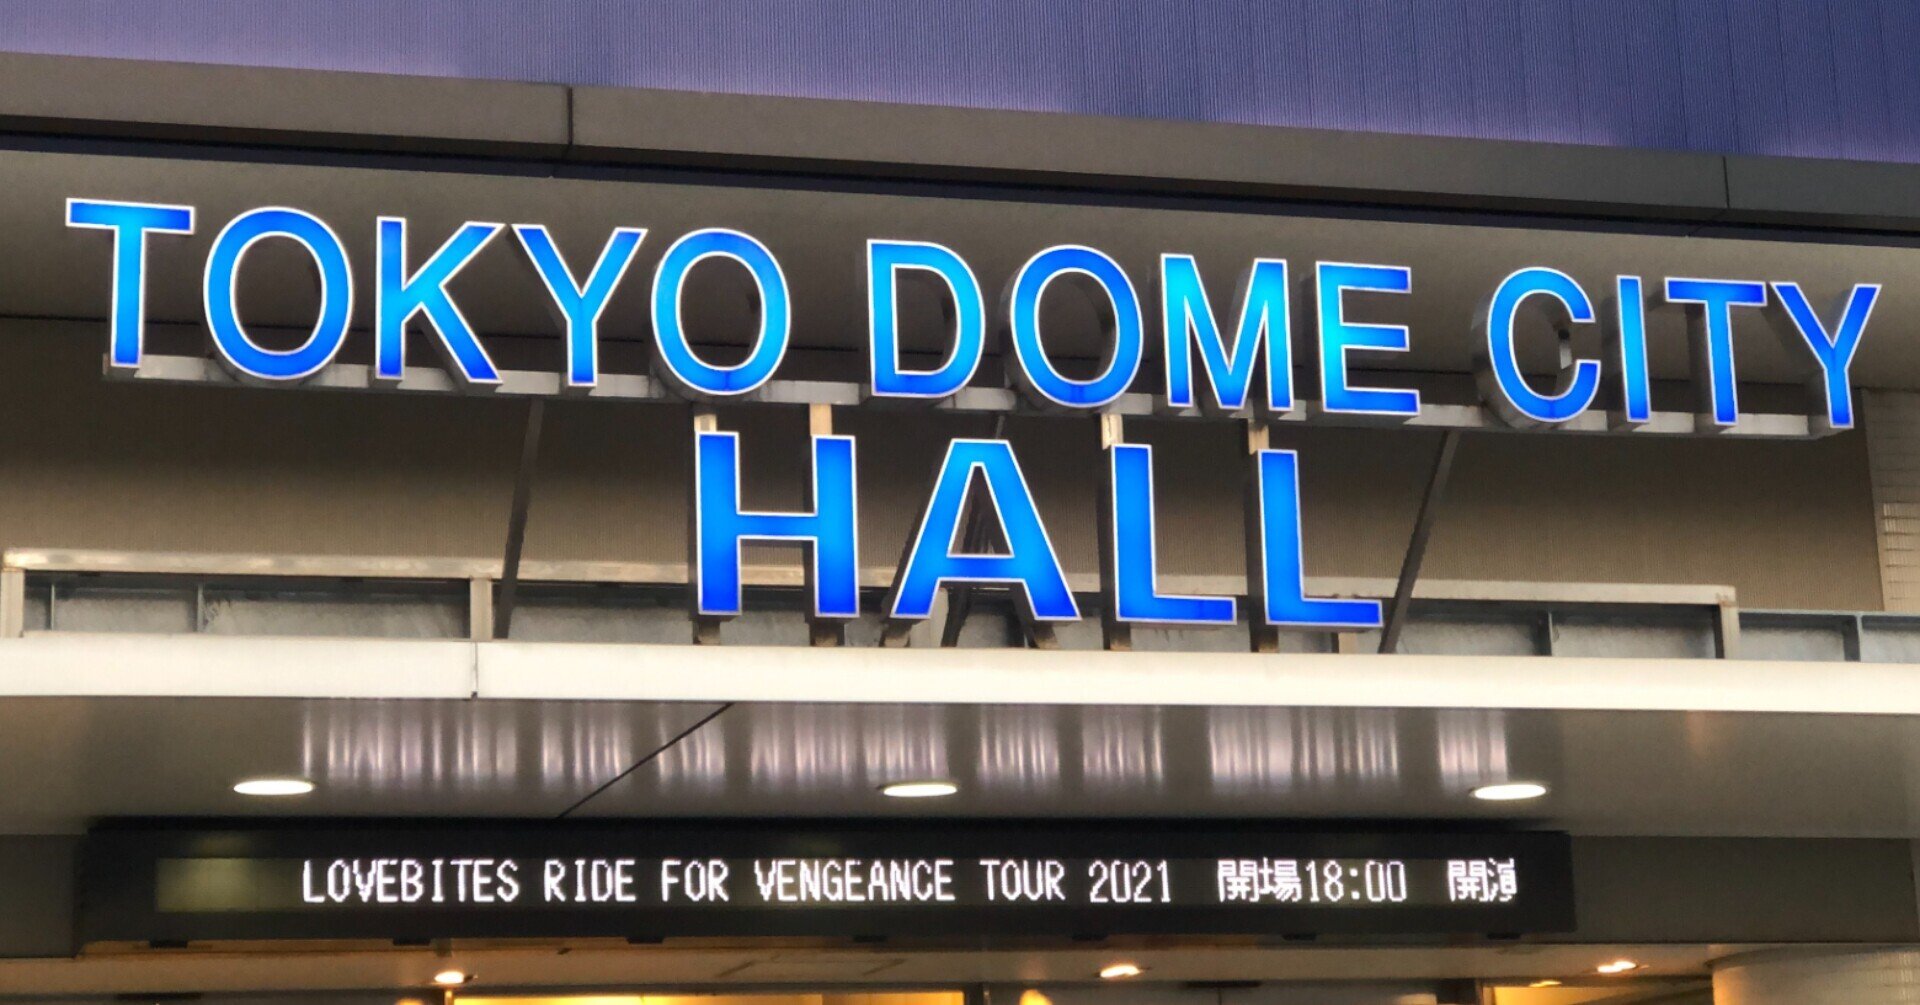 TOKYO DOME CITY
HALL
LOVEBITES RIDE FOR VENGEANCE TOUR 2021 開場18:00 開演